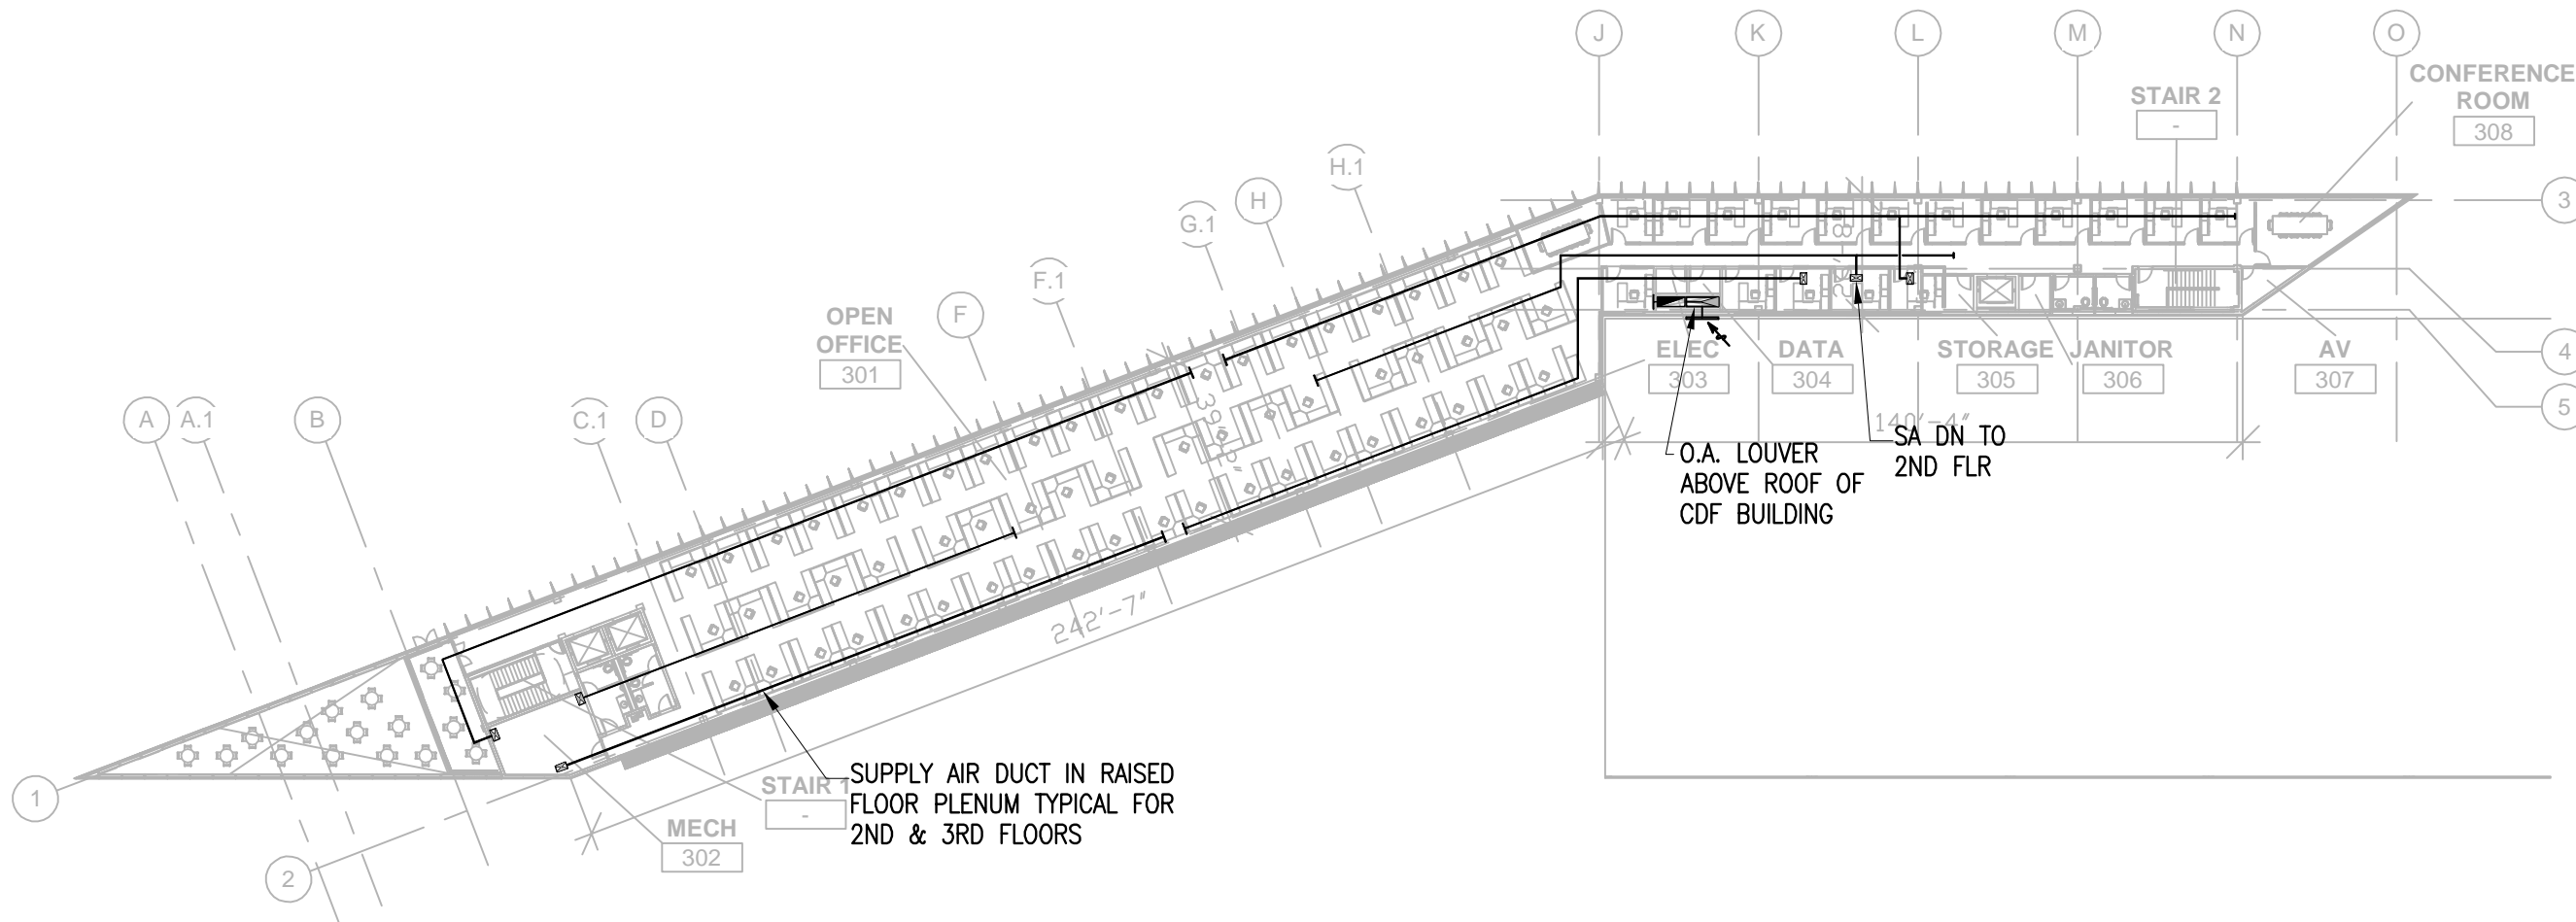 J
K
L
M
N
O
CONFERENCE
ROOM
308
STAIR 2
-
3
H.1
H
G.1
F.1
F
OPEN
OFFICE
301
ELEC
303
DATA
304
STORAGE
305
JANITOR
306
AV
307
4
5
A
A.1
B
C.1
D
140'-4"
SA DN TO
2ND FLR
O.A. LOUVER
ABOVE ROOF OF
CDF BUILDING
242'-7"
1
STAIR 1
-
SUPPLY AIR DUCT IN RAISED
FLOOR PLENUM TYPICAL FOR
2ND & 3RD FLOORS
MECH
302
2